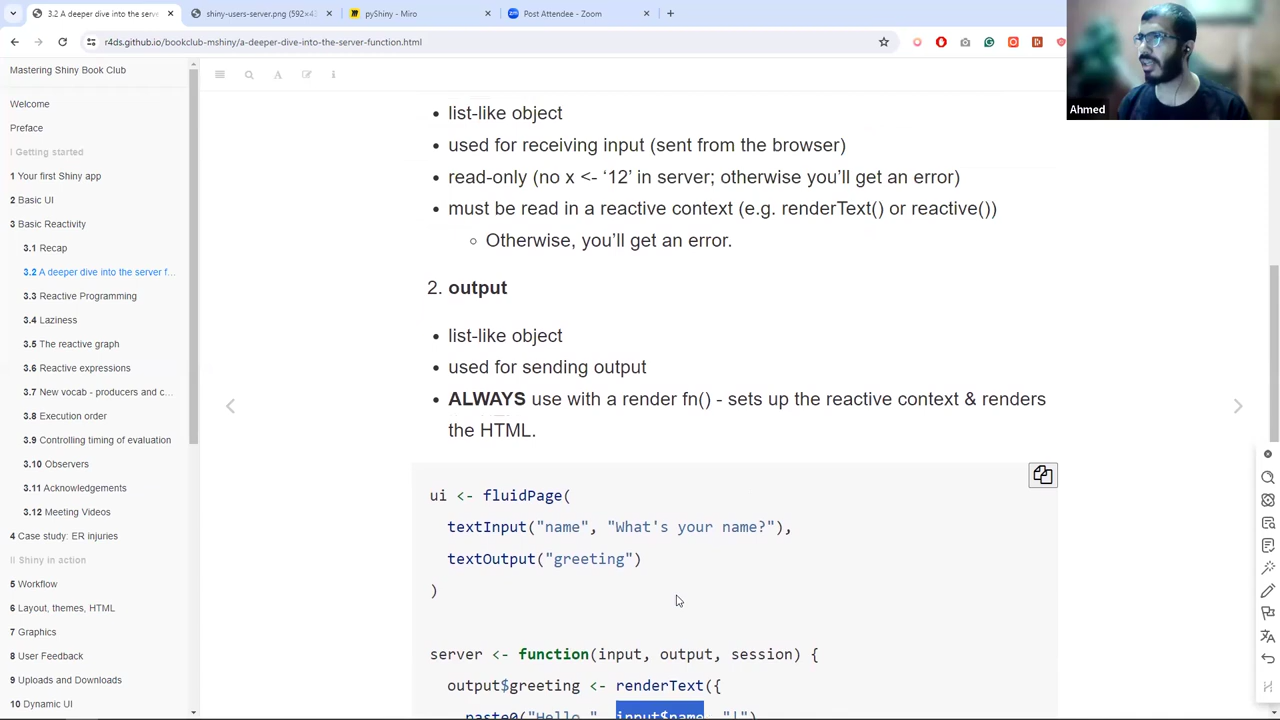 3.2 A deeper dive into the serve
shiny-users-server.png (592×43
pyShiny - Miro
Post Attendee - Zoom
r4ds.github.io/bookclub-mshiny/a-deeper-dive-into-the-server-function.html
Ahmed
Mastering Shiny Book Club
Welcome
Preface
I Getting started
1 Your first Shiny app
2 Basic UI
3 Basic Reactivity
3.1 Recap
3.2 A deeper dive into the server f...
3.3 Reactive Programming
3.4 Laziness
3.5 The reactive graph
3.6 Reactive expressions
3.7 New vocab - producers and c...
3.8 Execution order
3.9 Controlling timing of evaluation
3.10 Observers
3.11 Acknowledgements
3.12 Meeting Videos
4 Case study: ER injuries
II Shiny in action
5 Workflow
6 Layout, themes, HTML
7 Graphics
8 User Feedback
9 Uploads and Downloads
10 Dynamic UI
• list-like object
• used for receiving input (sent from the browser)
• read-only (no x <- ‘12’ in server; otherwise you’ll get an error)
• must be read in a reactive context (e.g. renderText() or reactive())
○ Otherwise, you’ll get an error.
2. output
• list-like object
• used for sending output
• ALWAYS use with a render fn() - sets up the reactive context & renders
the HTML.
ui <- fluidPage(
textInput("name", "What's your name?"),
textOutput("greeting")
)
server <- function(input, output, session) {
output$greeting <- renderText({
paste0("Hello ", input$name, "!")